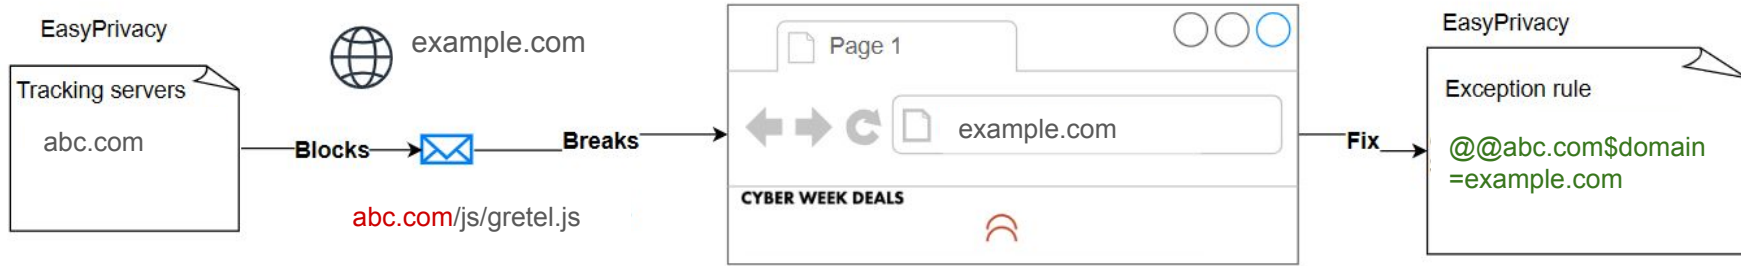 EasyPrivacy
Tracking servers
abc.com
example.com
Blocks
abc.com/js/gretel.js
Breaks
Page 1
example.com
CYBER WEEK DEALS
Fix
EasyPrivacy
Exception rule
@@abc.com$domain
=example.com